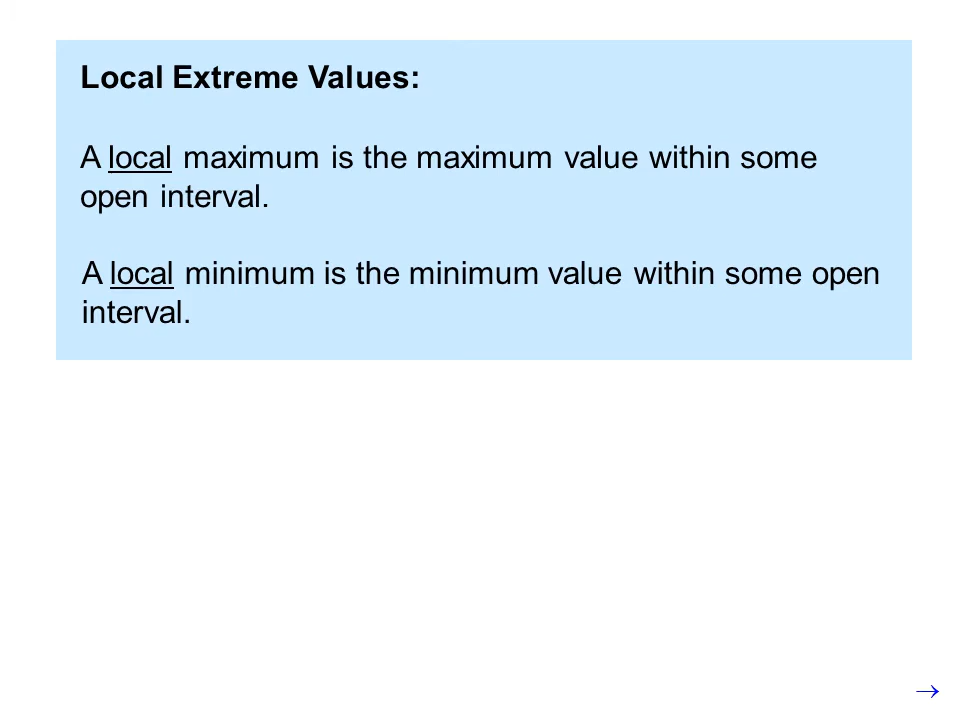 Local Extreme Values:
A local maximum is the maximum value within some
open interval.
A local minimum is the minimum value within some open
interval.
→